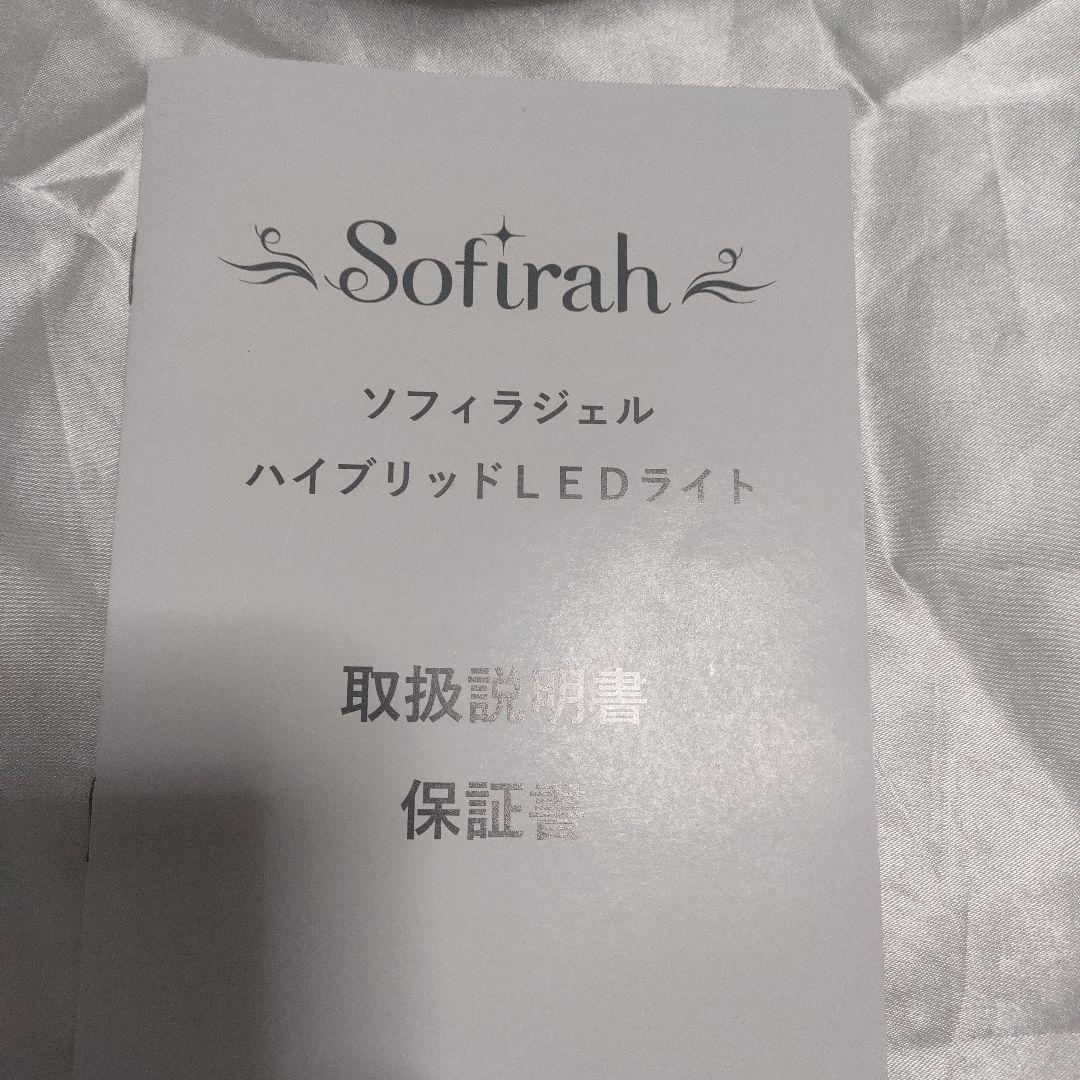 Sofirah
ソフィラジェル
ハイブリッドＬＥＤライト
取扱説明書
保証書